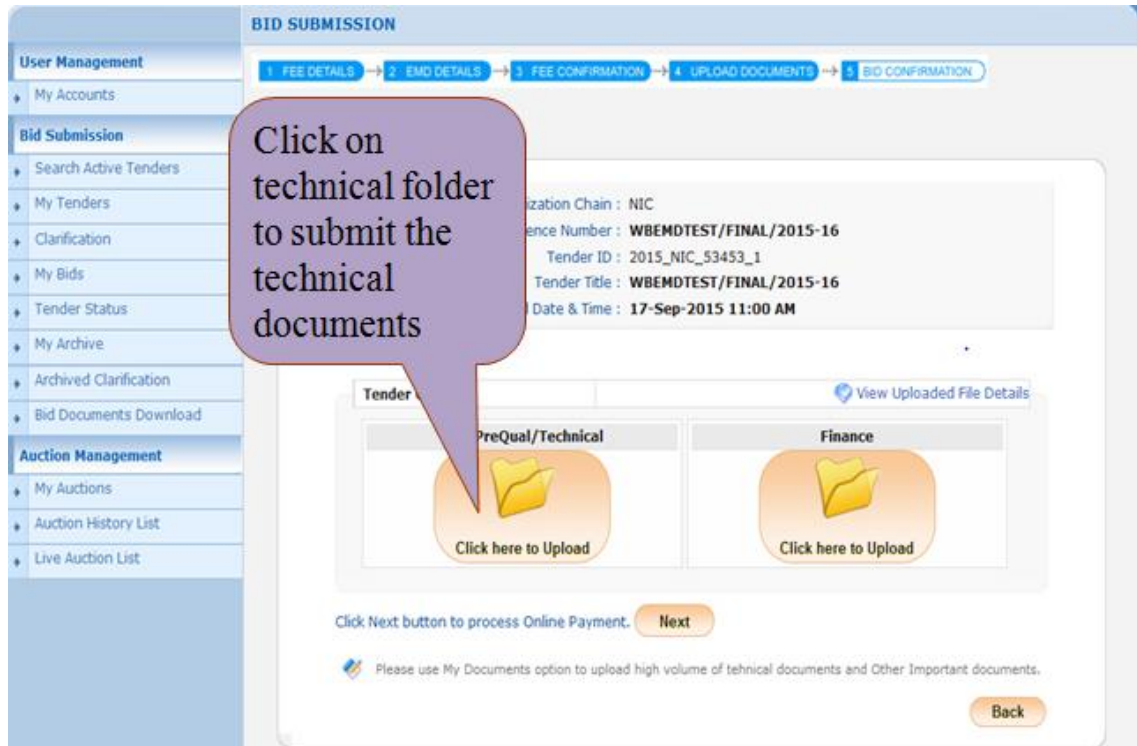 BID SUBMISSION
User Management
My Accounts
Bid Submission
Search Active Tenders
My Tenders
Clarification
My Bids
Tender Status
My Archive
Archived Clarification
Bid Documents Download
Auction Management
My Auctions
Auction History List
Live Auction List
1 FEE DETAILS 2 EMD DETAILS 3 FEE CONFIRMATION 4 UPLOAD DOCUMENTS 5 BID CONFIRMATION
Click on
technical folder
to submit the
technical
documents
ization Chain : NIC
ence Number : WBEMDTEST/FINAL/2015-16
Tender ID : 2015_NIC_53453_1
Tender Title : WBEMDTEST/FINAL/2015-16
Date & Time : 17-Sep-2015 11:00 AM
Tender
View Uploaded File Details
PreQual/Technical Finance
Click here to Upload Click here to Upload
Click Next button to process Online Payment. Next
Please use My Documents option to upload high volume of tehnical documents and Other Important documents.
Back